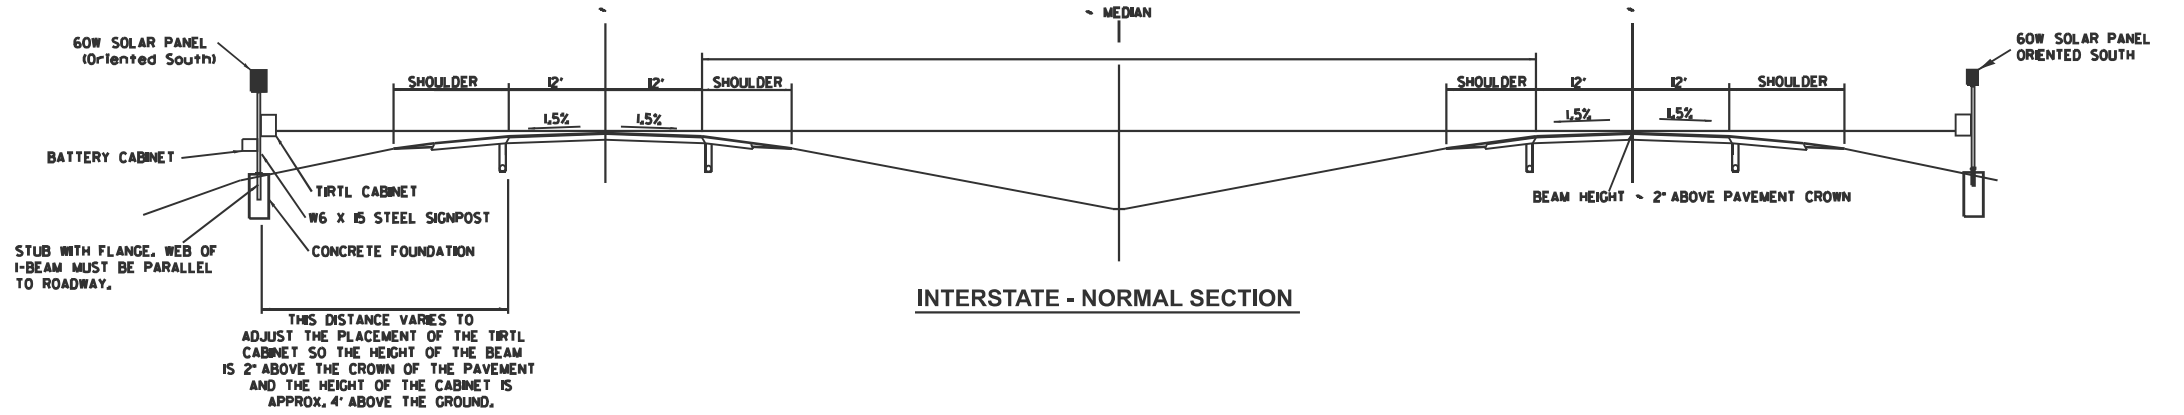 ℄ MEDIAN
60W SOLAR PANEL
(Oriented South)
60W SOLAR PANEL
ORIENTED SOUTH
SHOULDER 12' 12' SHOULDER
SHOULDER 12' 12' SHOULDER
1.5% 1.5%
1.5% 1.5%
BATTERY CABINET
TIRTL CABINET
W6 X 15 STEEL SIGNPOST
BEAM HEIGHT ~ 2" ABOVE PAVEMENT CROWN
STUB WITH FLANGE. WEB OF
I-BEAM MUST BE PARALLEL
TO ROADWAY.
CONCRETE FOUNDATION
INTERSTATE - NORMAL SECTION
THIS DISTANCE VARIES TO
ADJUST THE PLACEMENT OF THE TIRTL
CABINET SO THE HEIGHT OF THE BEAM
IS 2" ABOVE THE CROWN OF THE PAVEMENT
AND THE HEIGHT OF THE CABINET IS
APPROX. 4' ABOVE THE GROUND.